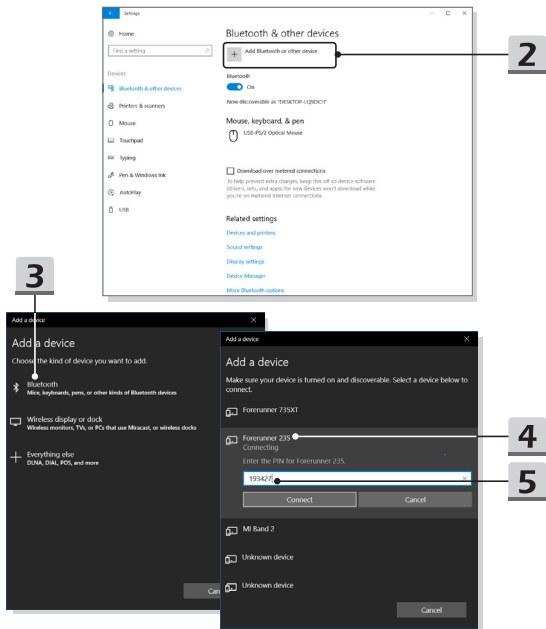 Settings
Home
Find a setting
Devices
Bluetooth & other devices
Printers & scanners
Mouse
Touchpad
Typing
Pen & Windows Ink
AutoPlay
USB
Bluetooth & other devices
Add Bluetooth or other device
2
Bluetooth
On
Now discoverable as "DESKTOP-UQSDIOT"
Mouse, keyboard, & pen
USB-PS/2 Optical Mouse
Download over metered connections
To help prevent extra charges, keep this off so device software
(drivers, info, and apps) for new devices won't download while
you're on metered Internet connections.
Related settings
Devices and printers
Sound settings
Display settings
Device Manager
More Bluetooth options
3
Add a device
Add a device
Choose the kind of device you want to add.
Bluetooth
Mice, keyboards, pens, or other kinds of Bluetooth devices
Wireless display or dock
Wireless monitors, TVs, or PCs that use Miracast, or wireless docks
Everything else
DLNA, DIAL, POS, and more
Can
Add a device
Add a device
Make sure your device is turned on and discoverable. Select a device below to
connect.
Forerunner 735XT
Forerunner 235
4
Connecting
Enter the PIN for Forerunner 235.
193427
5
Connect
Cancel
MI Band 2
Unknown device
Unknown device
Cancel